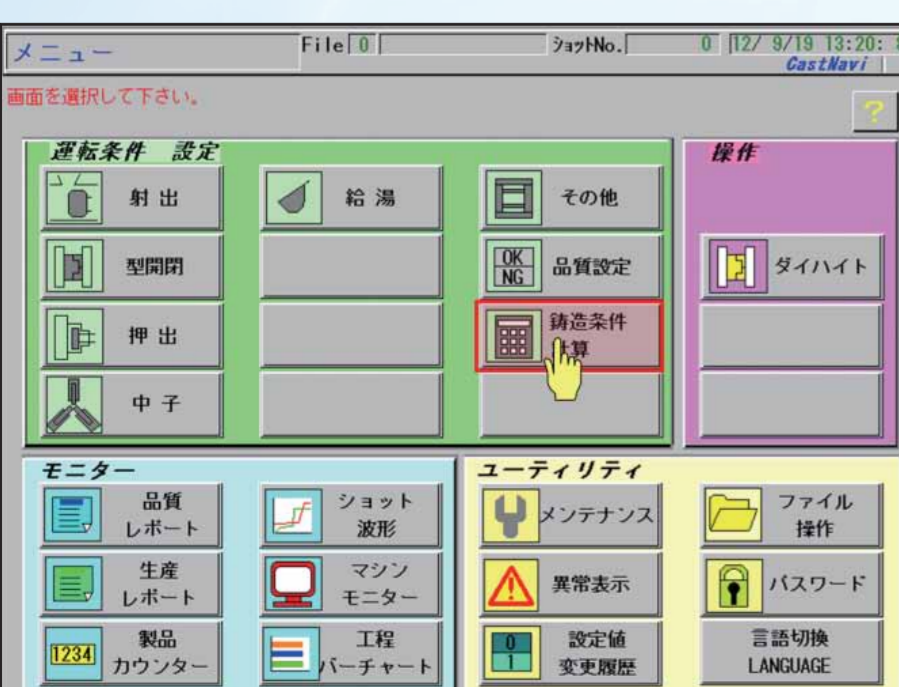 メニュー
File 0
ショットNo. 0
12/ 9/19 13:20:
CastNavi
画面を選択して下さい。
?
運転条件 設定
射出
給湯
その他
型開閉
OK
NG
品質設定
押出
鋳造条件
計算
中子
操作
ダイハイト
モニター
品質
レポート
ショット
波形
生産
レポート
マシン
モニター
1234
製品
カウンター
工程
バーチャート
ユーティリティ
メンテナンス
ファイル
操作
異常表示
パスワード
0
1
設定値
変更履歴
言語切換
LANGUAGE